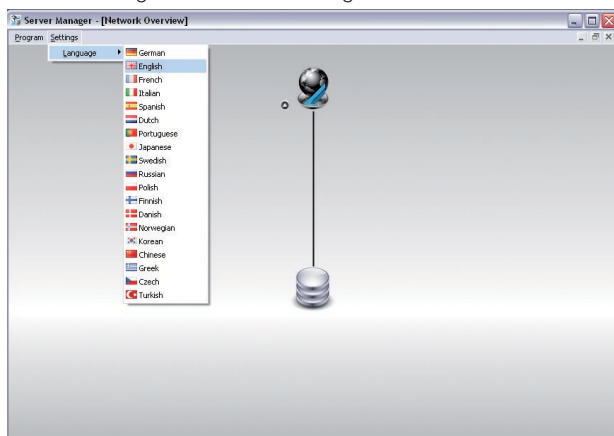 Server Manager - [Network Overview]
Program Settings
Language
German
English
French
Italian
Spanish
Dutch
Portuguese
Japanese
Swedish
Russian
Polish
Finnish
Danish
Norwegian
Korean
Chinese
Greek
Czech
Turkish